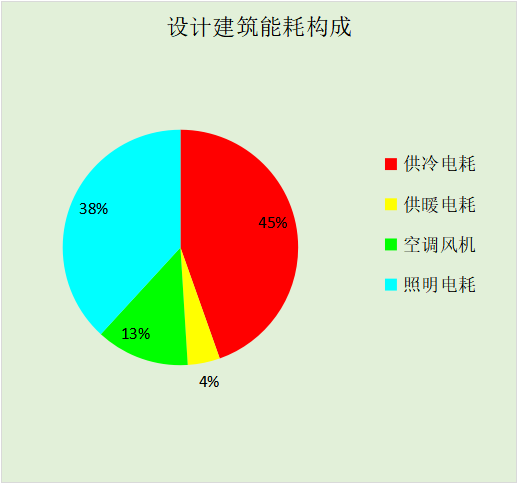 设计建筑能耗构成
38%
45%
13%
4%
供冷电耗
供暖电耗
空调风机
照明电耗